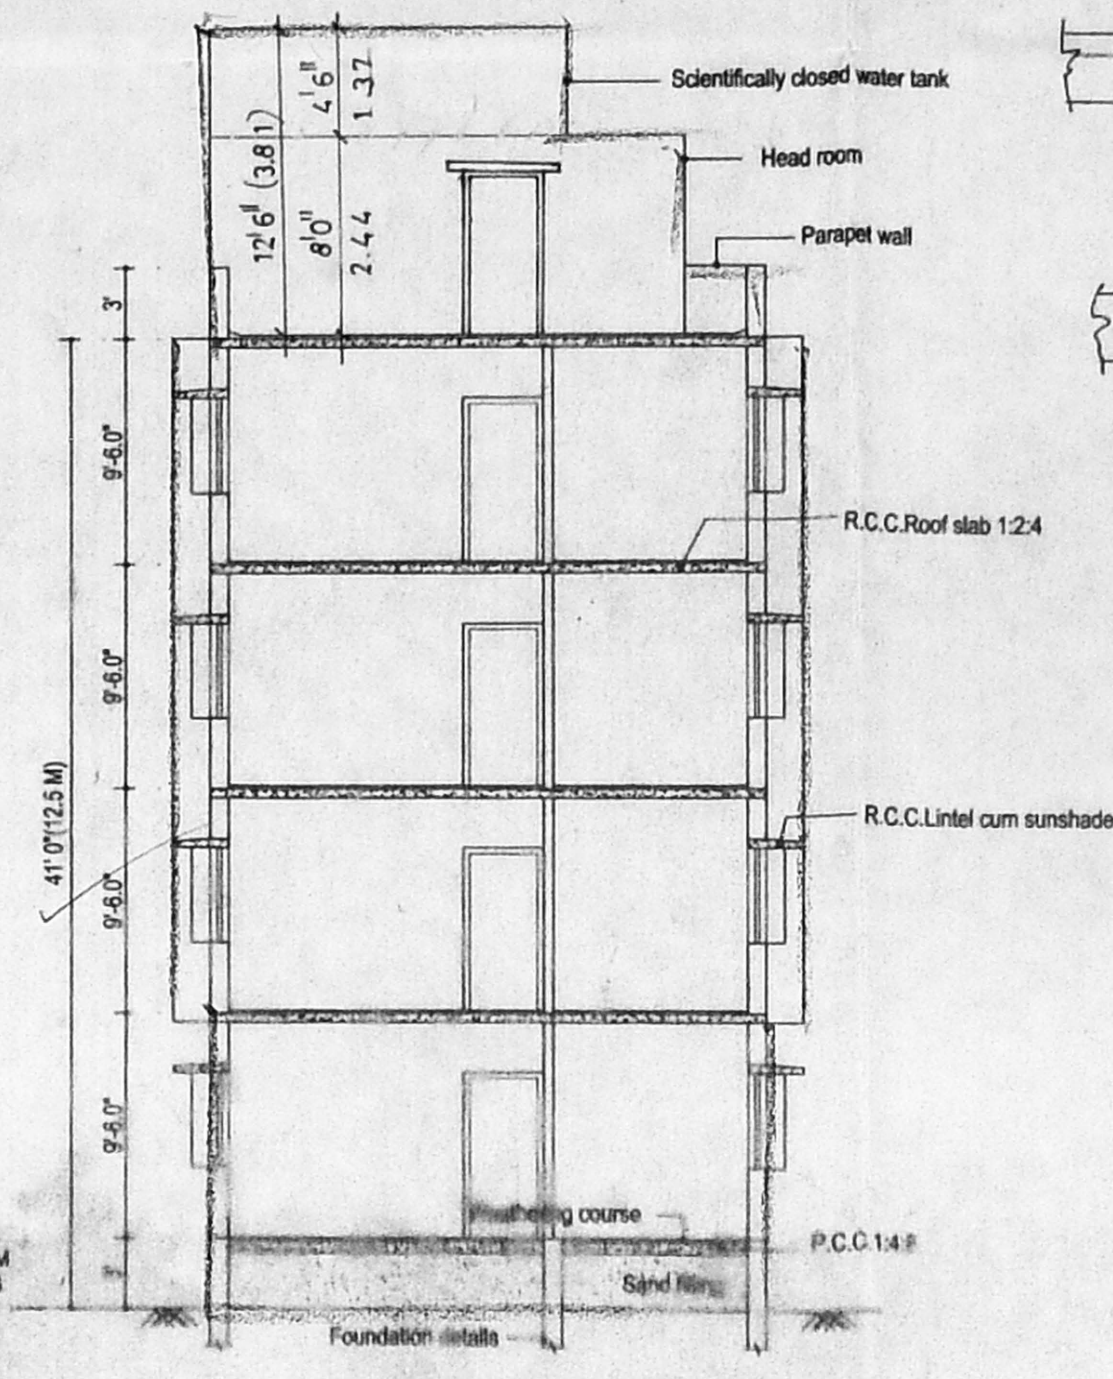 4'6"
1.37
Scientifically closed water tank
12'6" (3.81)
8'0"
2.44
Head room
Parapet wall
3'
9'-6.0"
R.C.C.Roof slab 1:2:4
9'-6.0"
41'0"(12.5 M)
R.C.C.Lintel cum sunshade
9'-6.0"
9'-6.0"
course
P.C.C.1:4
M
Sand
Foundation details